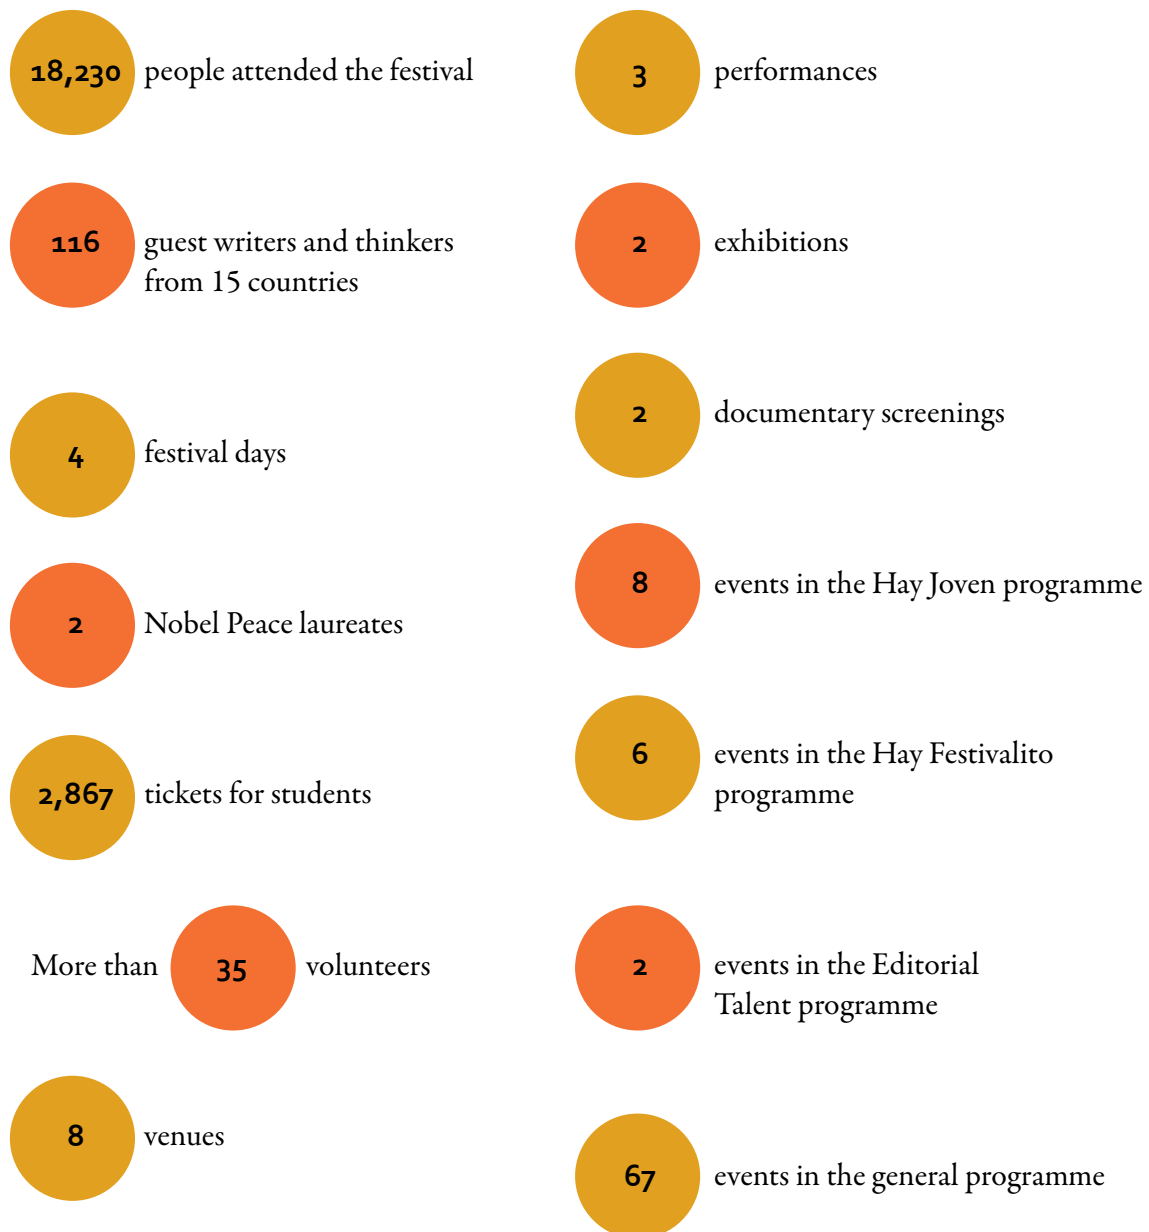 18,230 people attended the festival
116 guest writers and thinkers
from 15 countries
4 festival days
2 Nobel Peace laureates
2,867 tickets for students
More than 35 volunteers
8 venues
3 performances
2 exhibitions
2 documentary screenings
8 events in the Hay Joven programme
6 events in the Hay Festivalito
programme
2 events in the Editorial
Talent programme
67 events in the general programme